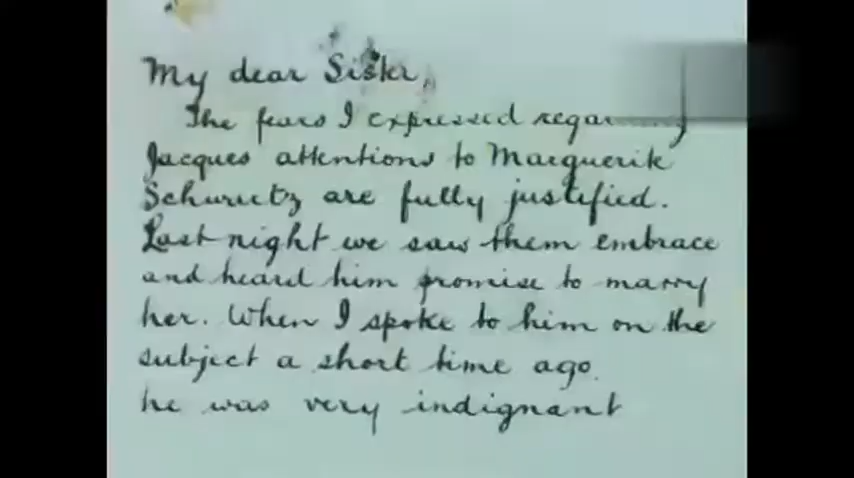 My dear Sister,
The fears I expressed regarding
Jacques attentions to Marguerite
are fully justified.
Last night we saw them embrace
and heard him promise to marry
her. When I spoke to him on the
subject a short time ago.
he was very indignant